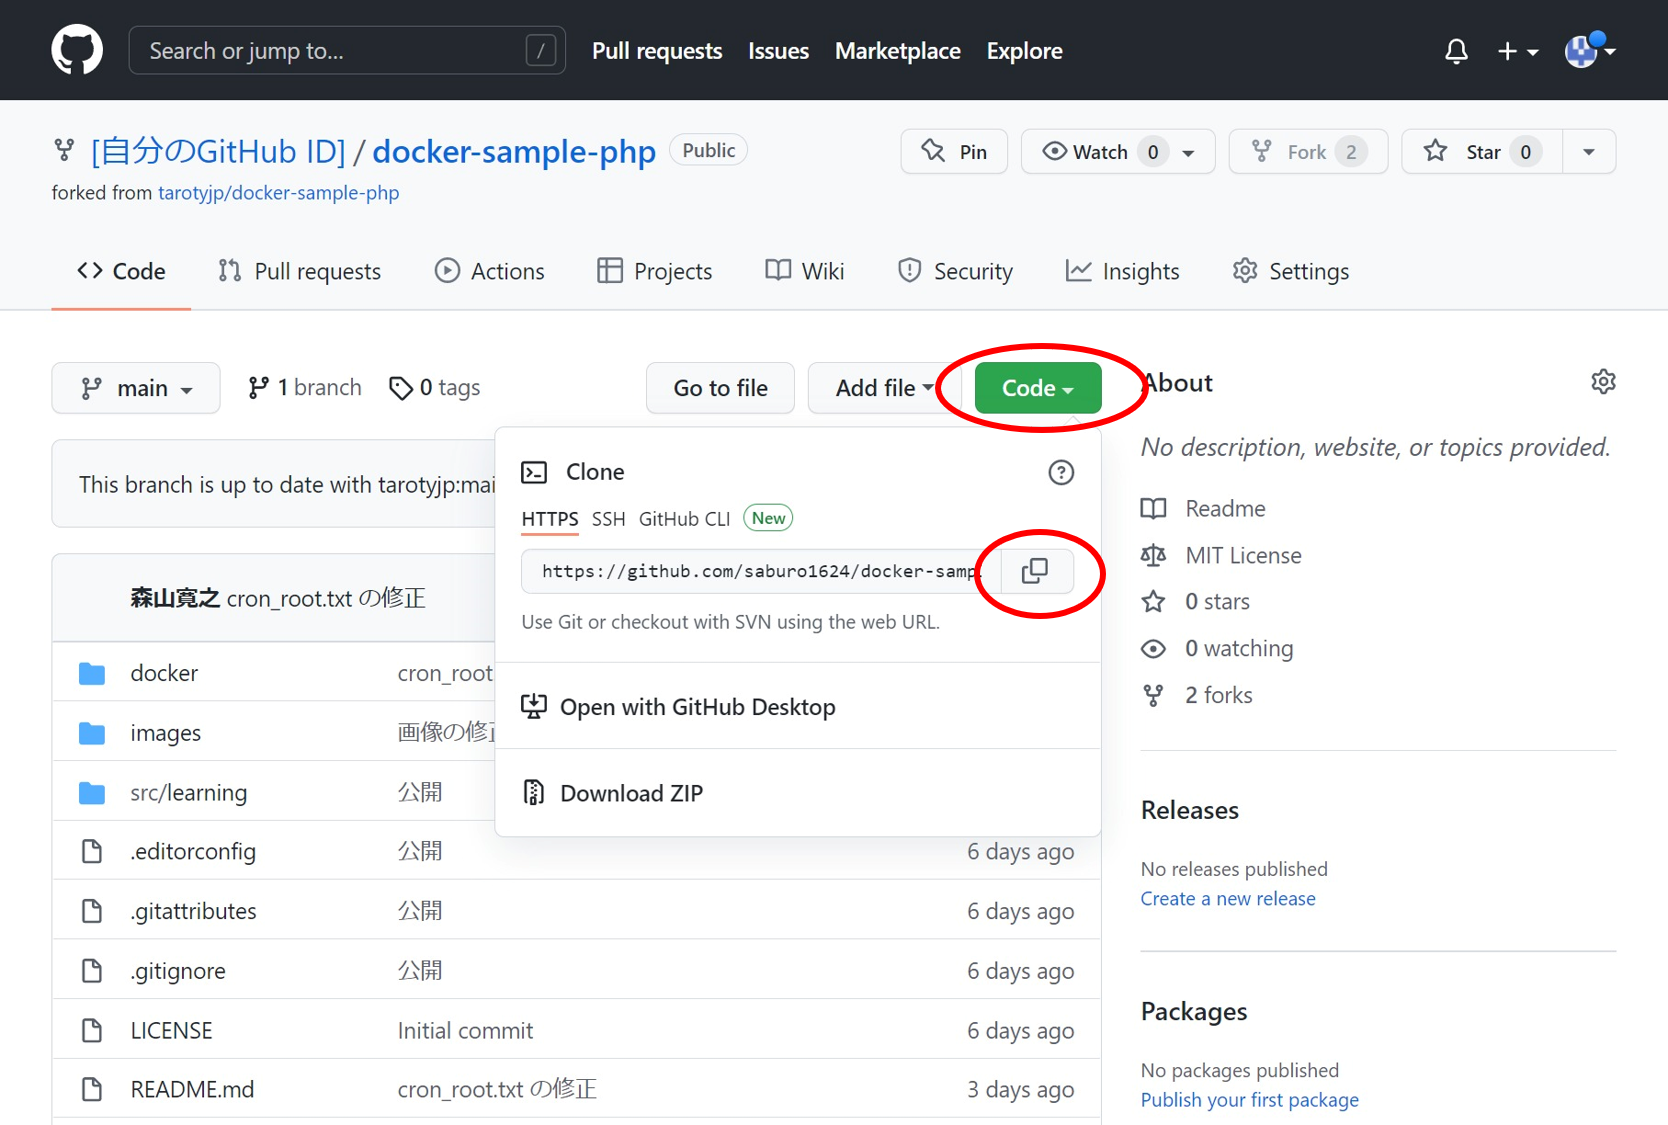 Search or jump to... /
Pull requests Issues Marketplace Explore
[自分のGitHub ID] / docker-sample-php Public
Pin Watch 0 Fork 2 Star 0
forked from tarotyjp/docker-sample-php
Code Pull requests Actions Projects Wiki Security Insights Settings
main 1 branch 0 tags Go to file Add file Code
This branch is up to date with tarotyjp:mai
Clone
HTTPS SSH GitHub CLI New
https://github.com/saburo1624/docker-samp
Use Git or checkout with SVN using the web URL.
Open with GitHub Desktop
Download ZIP
森山寛之 cron_root.txt の修正
docker cron_root
images 画像の修正
src/learning 公開
.editorconfig 公開 6 days ago
.gitattributes 公開 6 days ago
.gitignore 公開 6 days ago
LICENSE Initial commit 6 days ago
README.md cron_root.txt の修正 3 days ago
About
No description, website, or topics provided.
Readme
MIT License
0 stars
0 watching
2 forks
Releases
No releases published
Create a new release
Packages
No packages published
Publish your first package